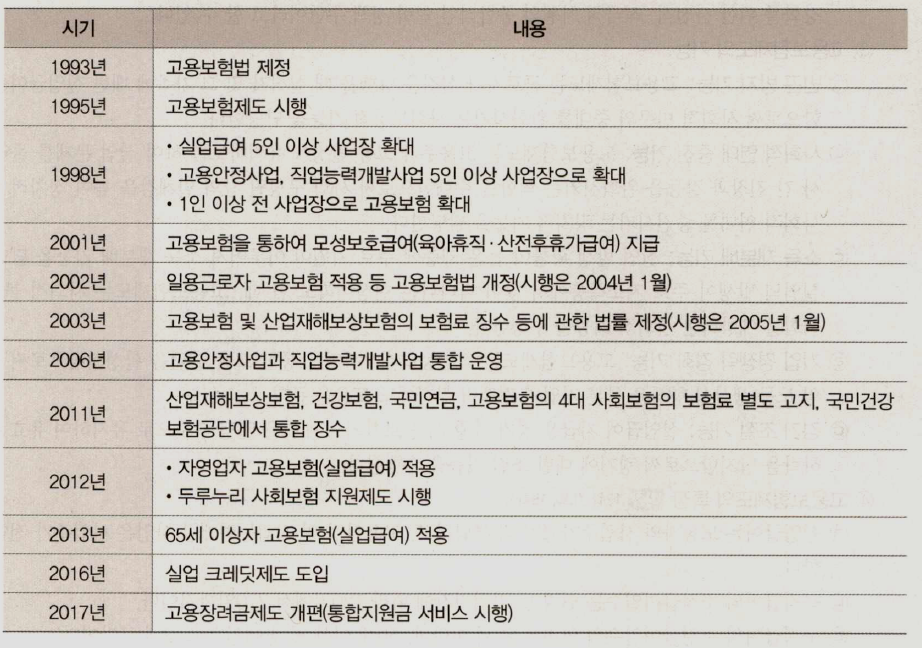 시기 내용
1993년 고용보험법 제정
1995년 고용보험제도 시행
1998년
• 실업급여 5인 이상 사업장 확대
• 고용안정사업, 직업능력개발사업 5인 이상 사업장으로 확대
• 1인 이상 전 사업장으로 고용보험 확대
2001년 고용보험을 통하여 모성보호급여(육아휴직·산전후휴가급여) 지급
2002년 일용근로자 고용보험 적용 등 고용보험법 개정(시행은 2004년 1월)
2003년 고용보험 및 산업재해보상보험의 보험료 징수 등에 관한 법률 제정(시행은 2005년 1월)
2006년 고용안정사업과 직업능력개발사업 통합 운영
2011년
산업재해보상보험, 건강보험, 국민연금, 고용보험의 4대 사회보험의 보험료 별도 고지, 국민건강
보험공단에서 통합 징수
2012년
• 자영업자 고용보험(실업급여) 적용
• 두루누리 사회보험 지원제도 시행
2013년 65세 이상자 고용보험(실업급여) 적용
2016년 실업 크레딧제도 도입
2017년 고용장려금제도 개편(통합지원금 서비스 시행)